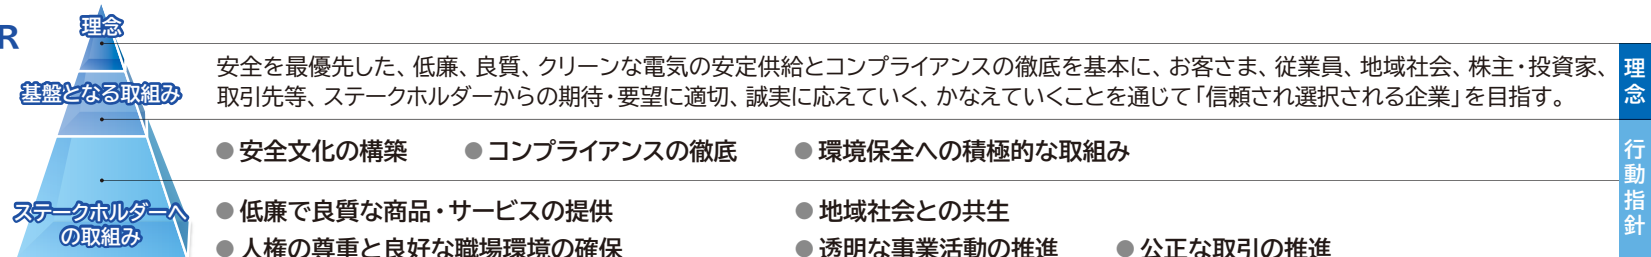 R
理念
安全を最優先した、低廉、良質、クリーンな電気の安定供給とコンプライアンスの徹底を基本に、お客さま、従業員、地域社会、株主・投資家、
取引先等、ステークホルダーからの期待・要望に適切、誠実に応えていく、かなえていくことを通じて「信頼され選択される企業」を目指す。
理念
基盤となる取組み
●安全文化の構築 ●コンプライアンスの徹底 ●環境保全への積極的な取組み
行動指針
ステークホルダーへ
の取組み
●低廉で良質な商品・サービスの提供 ●地域社会との共生
●人権の尊重と良好な職場環境の確保 ●透明な事業活動の推進 ●公正な取引の推進